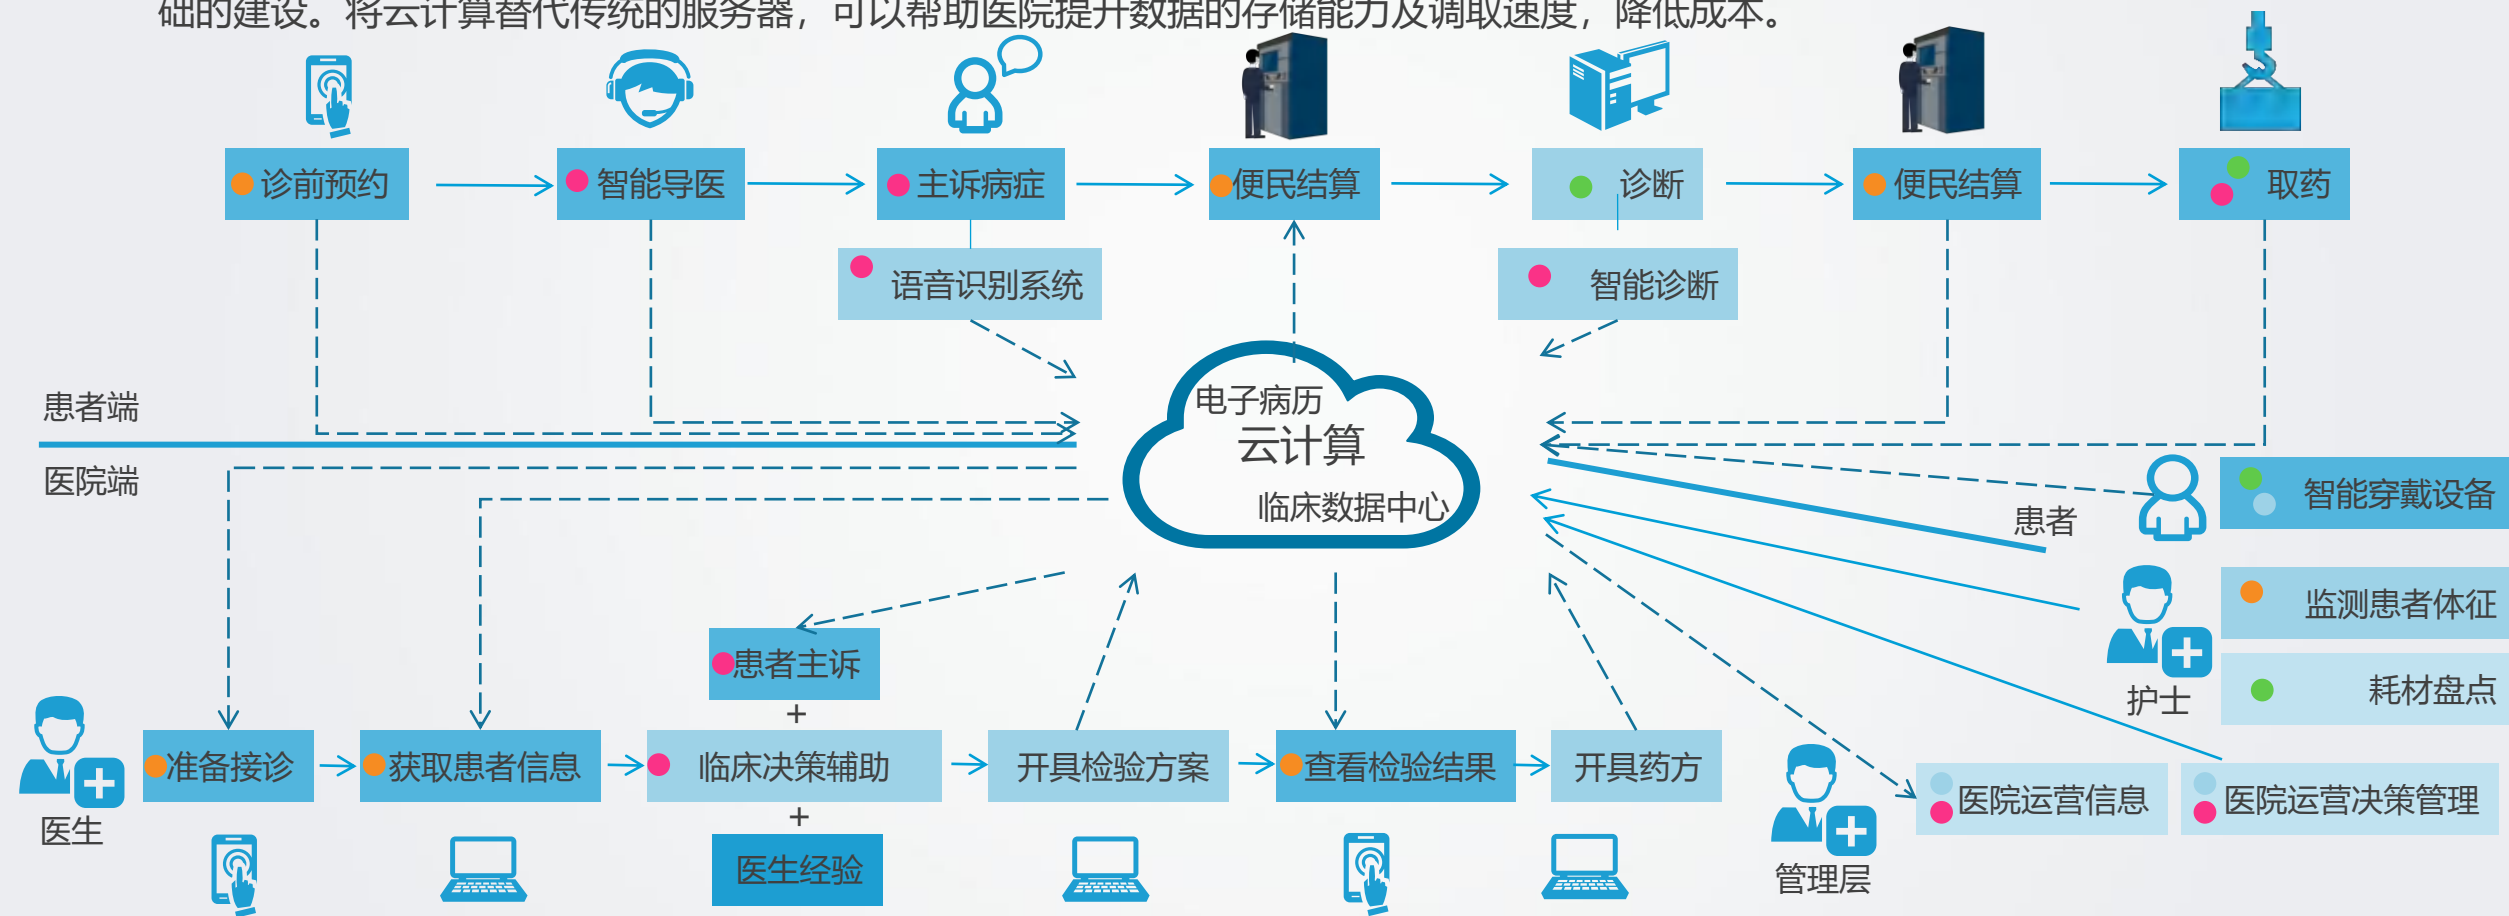 础的建设。将云计算替代传统的服务器，可以帮助医院提升数据的存储能力及调取速度，降低成本。
诊前预约
智能导医
主诉病症
便民结算
诊断
便民结算
取药
语音识别系统
智能诊断
患者端
医院端
电子病历
云计算
临床数据中心
患者
智能穿戴设备
监测患者体征
护士
耗材盘点
患者主诉
+
医生
准备接诊
获取患者信息
临床决策辅助
开具检验方案
查看检验结果
开具药方
+
医生经验
管理层
医院运营信息
医院运营决策管理